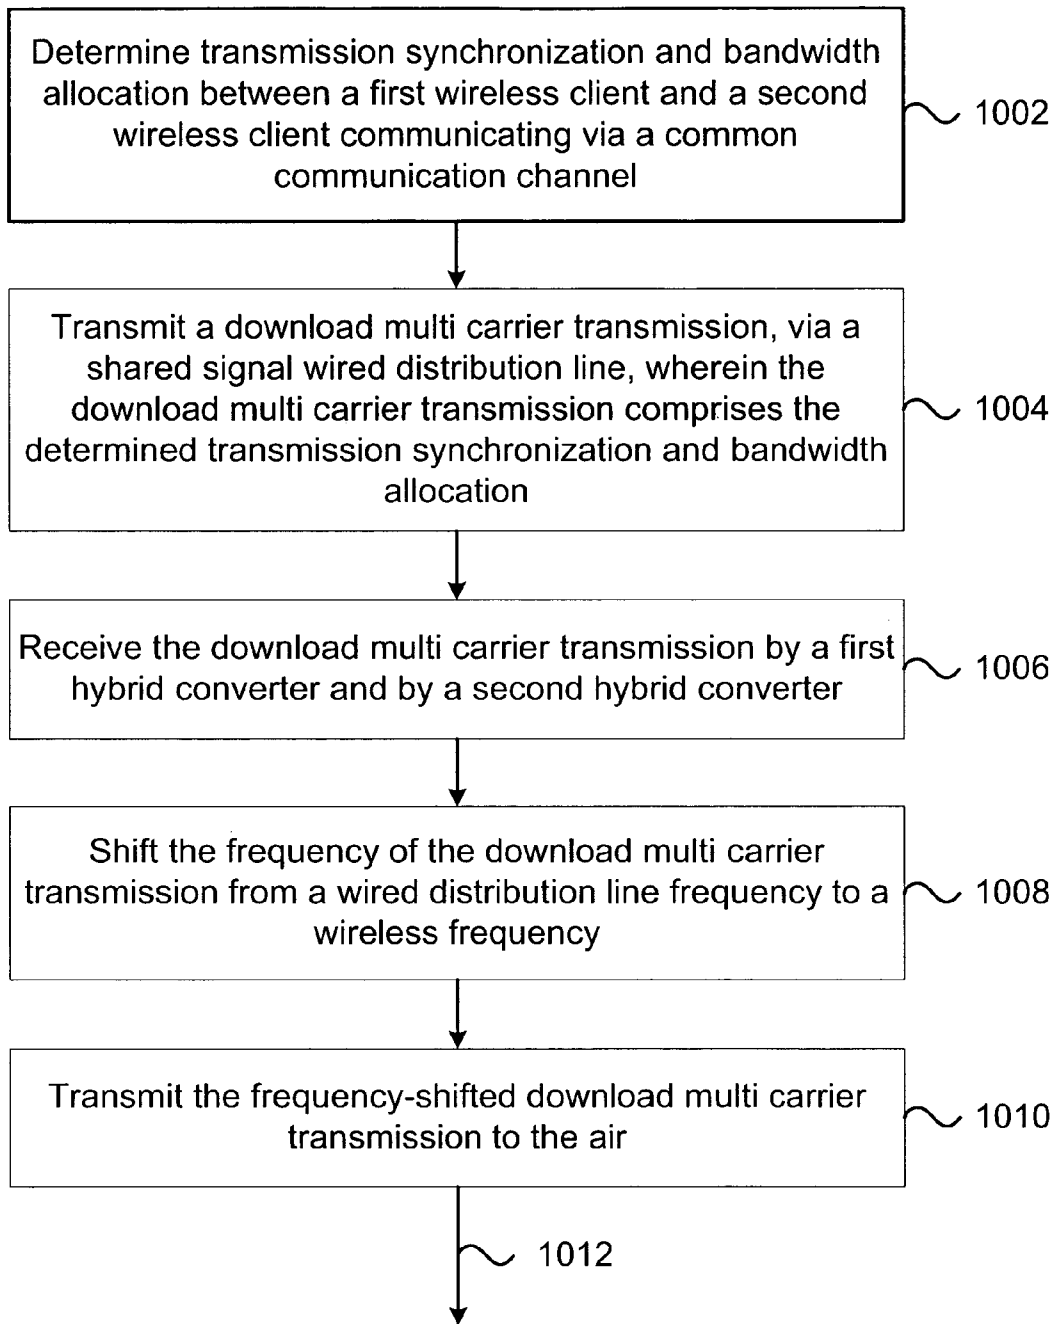 Determine transmission synchronization and bandwidth
allocation between a first wireless client and a second
wireless client communicating via a common
communication channel
1002
Transmit a download multi carrier transmission, via a
shared signal wired distribution line, wherein the
download multi carrier transmission comprises the
determined transmission synchronization and bandwidth
allocation
1004
Receive the download multi carrier transmission by a first
hybrid converter and by a second hybrid converter
1006
Shift the frequency of the download multi carrier
transmission from a wired distribution line frequency to a
wireless frequency
1008
Transmit the frequency-shifted download multi carrier
transmission to the air
1010
1012